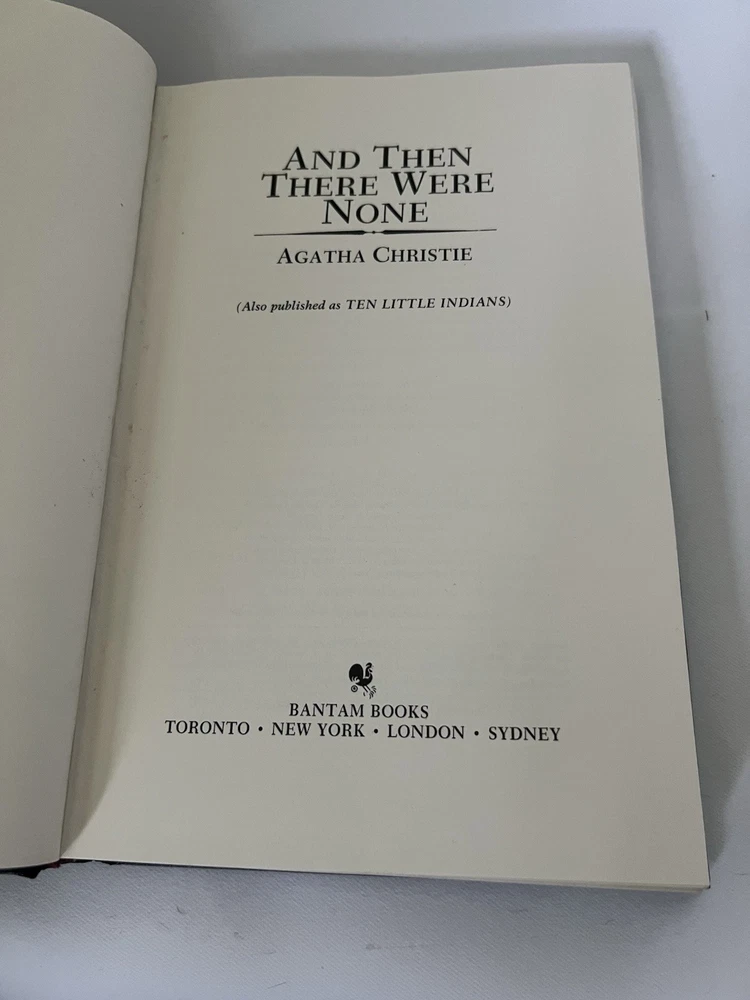 AND THEN
THERE WERE
NONE
AGATHA CHRISTIE
(Also published as TEN LITTLE INDIANS)
BANTAM BOOKS
TORONTO • NEW YORK • LONDON • SYDNEY